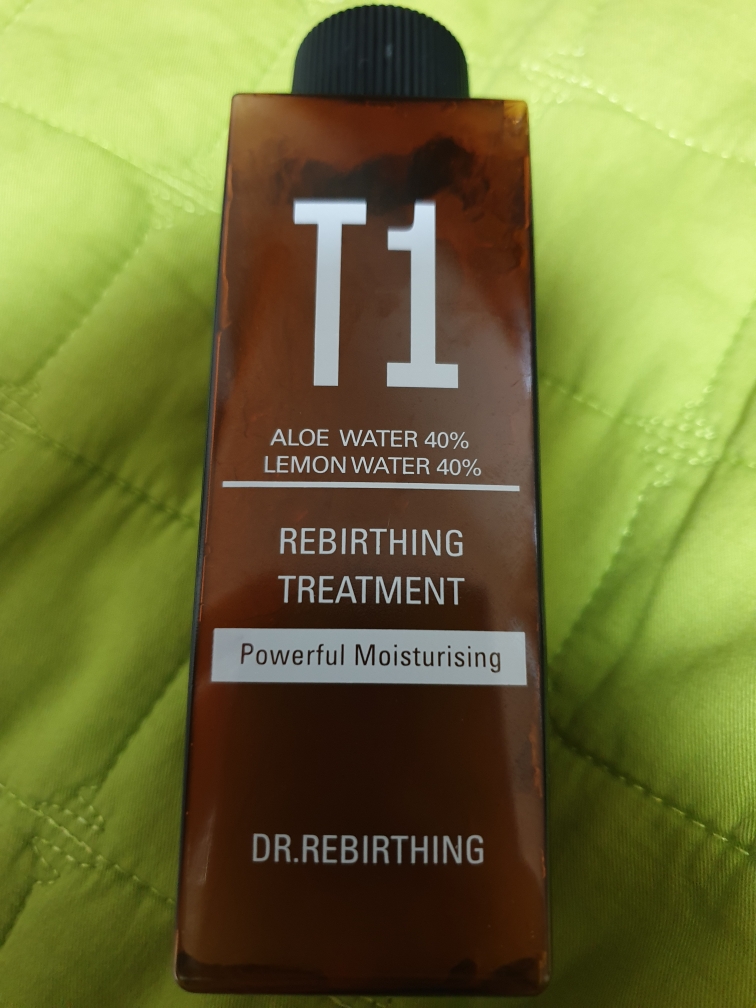 T1
ALOE WATER 40%
LEMON WATER 40%
REBIRTHING
TREATMENT
Powerful Moisturising
DR.REBIRTHING